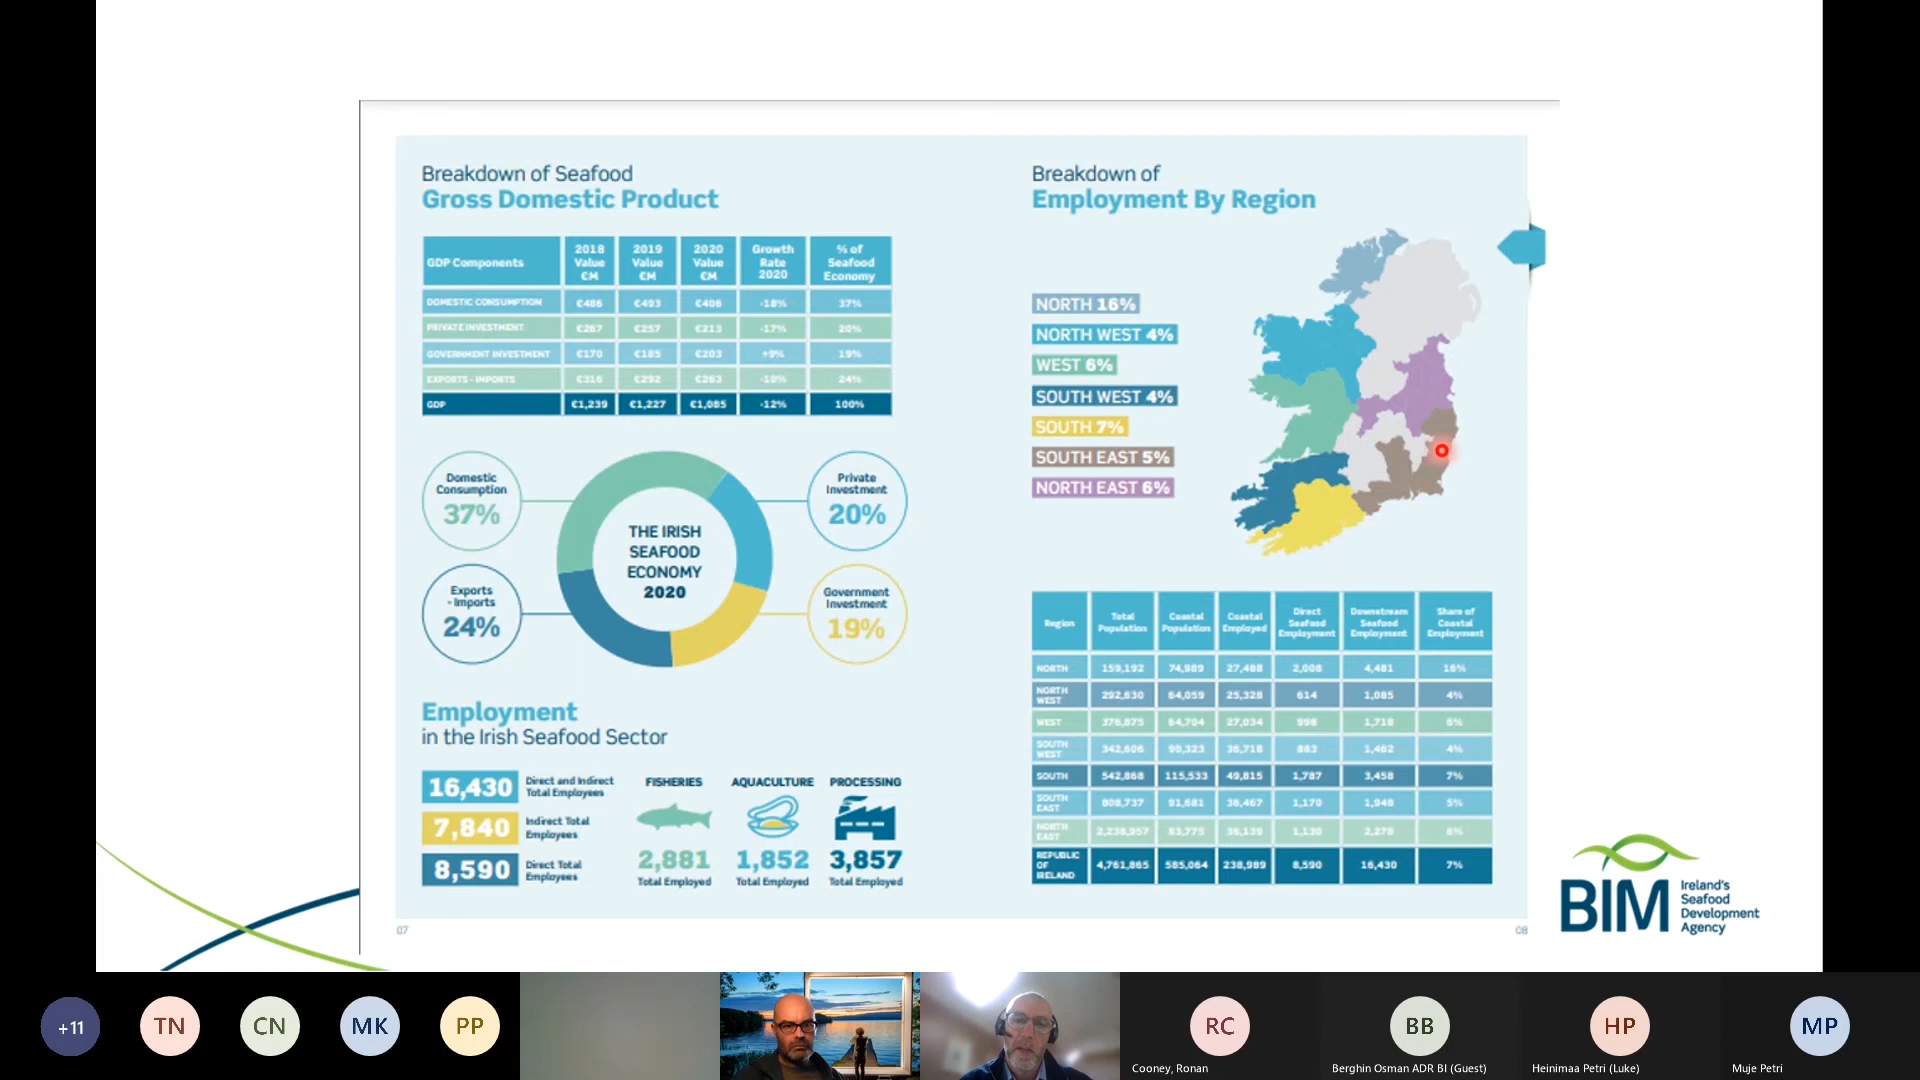 Breakdown of Seafood
Gross Domestic Product
GDP Components 2018 Value €M 2019 Value €M 2020 Value €M Growth Rate 2020 % of Seafood Economy
DOMESTIC CONSUMPTION €486 €493 €406 -18% 37%
PRIVATE INVESTMENT €267 €257 €213 -17% 20%
GOVERNMENT INVESTMENT €170 €185 €203 +9% 19%
EXPORTS - IMPORTS €316 €292 €263 -10% 24%
GDP €1,239 €1,227 €1,085 -12% 100%
Domestic
Consumption
37%
Private
Investment
20%
THE IRISH
SEAFOOD
ECONOMY
2020
Exports
- Imports
24%
Government
Investment
19%
Employment
in the Irish Seafood Sector
16,430 Direct and Indirect
Total Employees
7,840 Indirect Total
Employees
8,590 Direct Total
Employees
FISHERIES AQUACULTURE PROCESSING
2,881 1,852 3,857
Total Employed Total Employed Total Employed
07
Breakdown of
Employment By Region
NORTH 16%
NORTH WEST 4%
WEST 6%
SOUTH WEST 4%
SOUTH 7%
SOUTH EAST 5%
NORTH EAST 6%
Region Total Population Coastal Population Coastal Employed Direct Seafood Employment Downstream Seafood Employment Share of Coastal Employment
NORTH 159,192 74,989 27,488 2,008 4,481 16%
NORTH WEST 292,630 64,059 25,328 614 1,085 4%
WEST 376,875 64,704 27,034 998 1,718 6%
SOUTH WEST 342,606 90,323 36,718 883 1,462 4%
SOUTH 542,868 115,533 49,815 1,787 3,458 7%
SOUTH EAST 808,737 91,681 36,467 1,170 1,948 5%
NORTH EAST 2,238,957 83,775 36,139 1,130 2,278 6%
REPUBLIC OF IRELAND 4,761,865 585,064 238,989 8,590 16,430 7%
08
BIM
Ireland's
Seafood
Development
Agency
+11
TN
CN
MK
PP
RC
Cooney, Ronan
BB
Berghin Osman ADR BI (Guest)
HP
Heinimaa Petri (Luke)
MP
Muje Petri